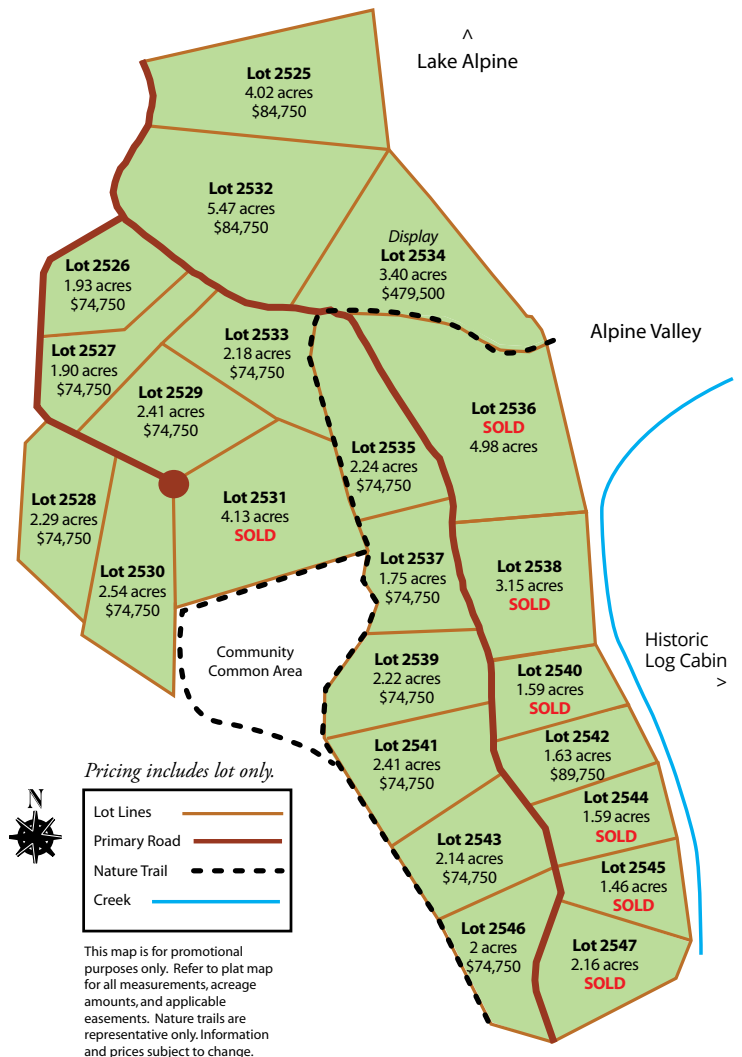 ^
Lake Alpine
Lot 2525
4.02 acres
$84,750
Lot 2532
5.47 acres
$84,750
Display
Lot 2534
3.40 acres
$479,500
Lot 2526
1.93 acres
$74,750
Alpine Valley
Lot 2533
2.18 acres
$74,750
Lot 2527
1.90 acres
$74,750
Lot 2529
2.41 acres
$74,750
Lot 2536
SOLD
4.98 acres
Lot 2535
2.24 acres
$74,750
Lot 2528
2.29 acres
$74,750
Lot 2531
4.13 acres
SOLD
Lot 2537
1.75 acres
$74,750
Lot 2538
3.15 acres
SOLD
Lot 2530
2.54 acres
$74,750
Community
Common Area
Historic
Log Cabin
>
Lot 2539
2.22 acres
$74,750
Lot 2540
1.59 acres
SOLD
Lot 2541
2.41 acres
$74,750
Lot 2542
1.63 acres
$89,750
Lot 2544
1.59 acres
SOLD
Lot 2543
2.14 acres
$74,750
Lot 2545
1.46 acres
SOLD
Lot 2546
2 acres
$74,750
Lot 2547
2.16 acres
SOLD
Pricing includes lot only.
N
Lot Lines
Primary Road
Nature Trail
Creek
This map is for promotional
purposes only. Refer to plat map
for all measurements, acreage
amounts, and applicable
easements. Nature trails are
representative only. Information
and prices subject to change.